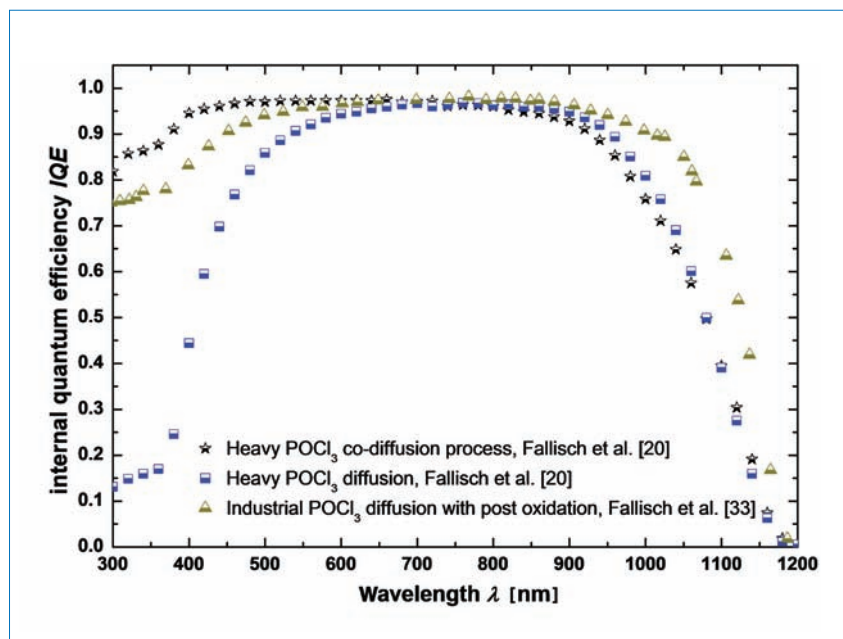 internal quantum efficiency IQE
1.0
0.9
0.8
0.7
0.6
0.5
0.4
0.3
0.2
0.1
0.0
Heavy POCl₃ co-diffusion process, Fallisch et al. [20]
Heavy POCl₃ diffusion, Fallisch et al. [20]
Industrial POCl₃ diffusion with post oxidation, Fallisch et al. [33]
300 400 500 600 700 800 900 1000 1100 1200
Wavelength λ [nm]